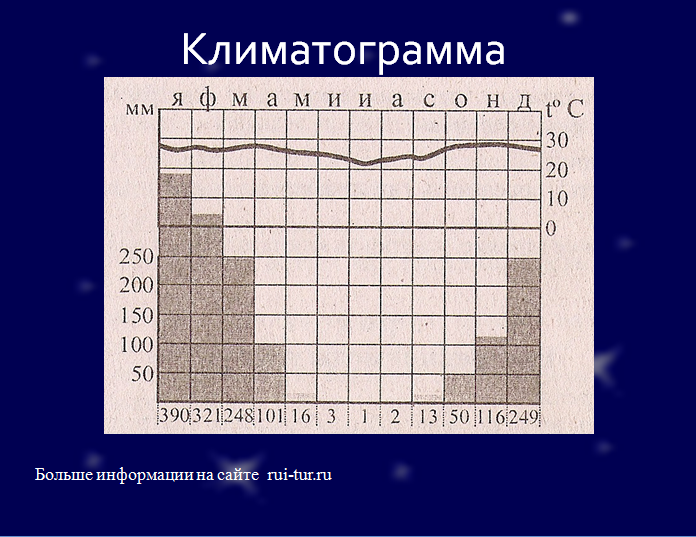 Климатограмма
я ф м а м и и а с о н д
мм t° C
30
20
10
0
250
200
150
100
50
390 321 248 101 16 3 1 2 13 50 116 249
Больше информации на сайте rui-tur.ru